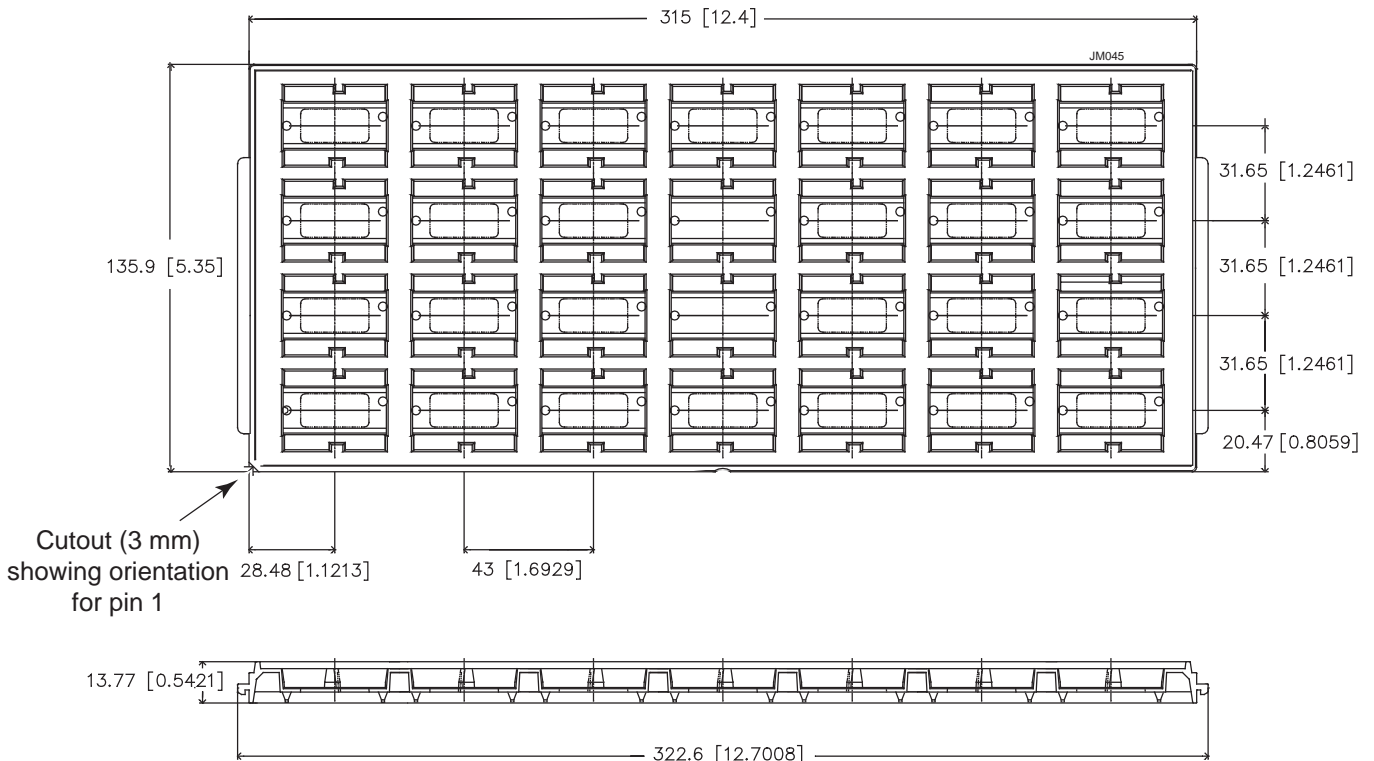 315 [12.4]
JM045
31.65 [1.2461]
135.9 [5.35]
31.65 [1.2461]
31.65 [1.2461]
20.47 [0.8059]
Cutout (3 mm)
showing orientation
for pin 1
28.48 [1.1213]
43 [1.6929]
13.77 [0.5421]
322.6 [12.7008]